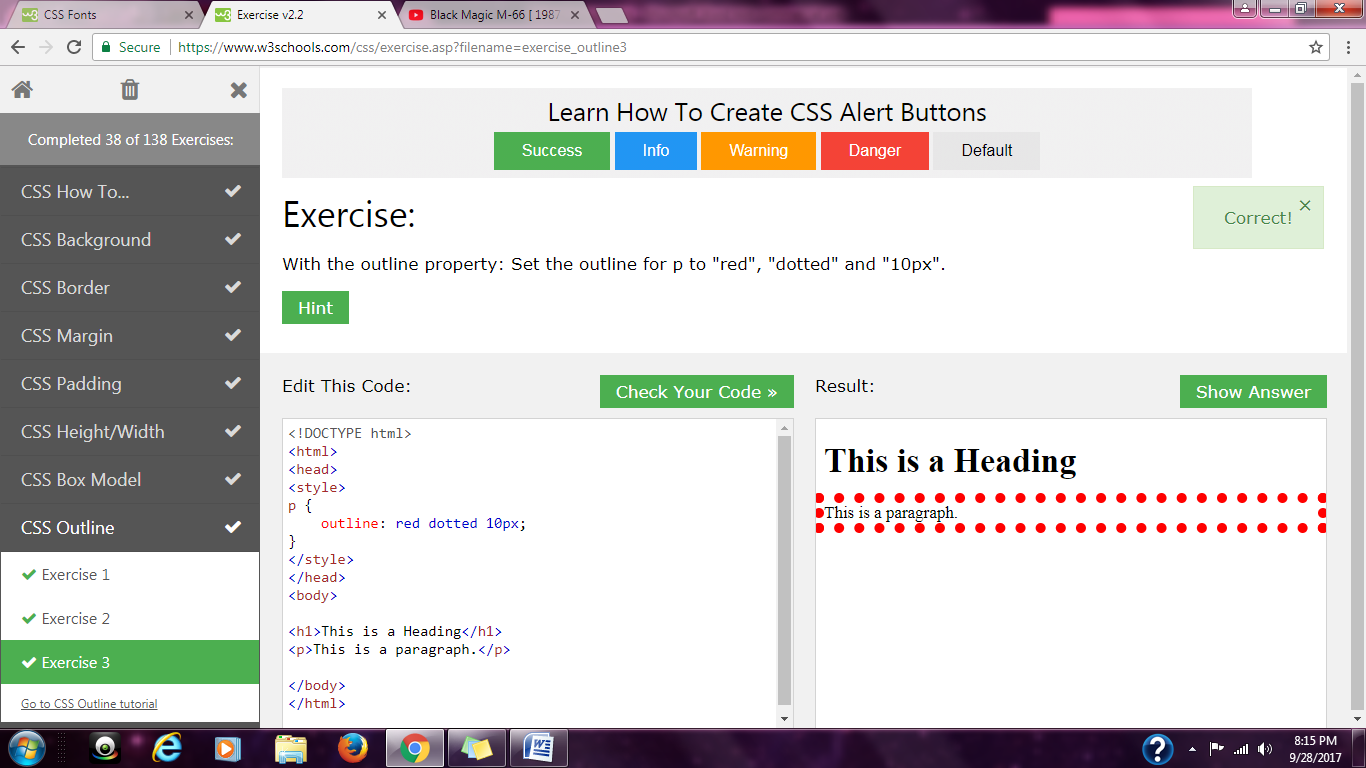 CSS Fonts
Exercise v2.2
Black Magic M-66 [ 1987
Secure
https://www.w3schools.com/css/exercise.asp?filename=exercise_outline3
Completed 38 of 138 Exercises:
CSS How To...
CSS Background
CSS Border
CSS Margin
CSS Padding
CSS Height/Width
CSS Box Model
CSS Outline
Exercise 1
Exercise 2
Exercise 3
Go to CSS Outline tutorial
Learn How To Create CSS Alert Buttons
Success Info Warning Danger Default
Exercise:
Correct! ×
With the outline property: Set the outline for p to "red", "dotted" and "10px".
Hint
Edit This Code:
Check Your Code »
<!DOCTYPE html>
<html>
<head>
<style>
p {
    outline: red dotted 10px;
}
</style>
</head>
<body>

<h1>This is a Heading</h1>
<p>This is a paragraph.</p>

</body>
</html>
Result:
Show Answer
This is a Heading
This is a paragraph.
8:15 PM
9/28/2017